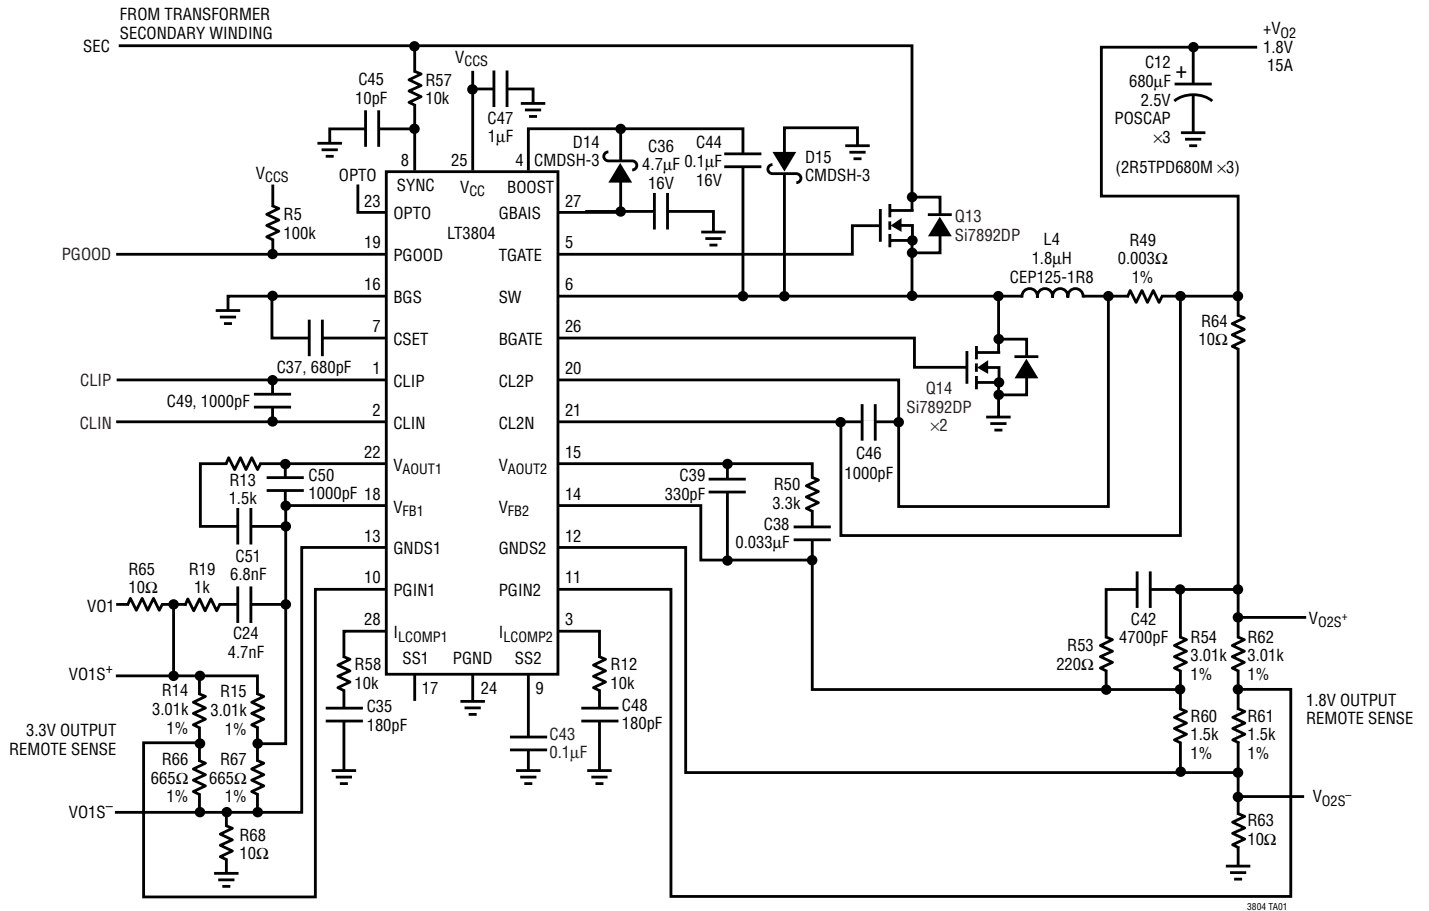 FROM TRANSFORMER
SECONDARY WINDING
SEC
+VO2
1.8V
15A
C12
680µF
2.5V
POSCAP
×3
+
(2R5TPD680M ×3)
C45
10pF
R57
10k
VCCS
C47
1µF
D14
CMDSH-3
C36
4.7µF
16V
C44
0.1µF
16V
D15
CMDSH-3
8
25
4
SYNC
VCC
BOOST
VCCS
OPTO
R5
100k
23
OPTO
GBAIS
27
LT3804
PGOOD
19
PGOOD
TGATE
5
Q13
Si7892DP
L4
1.8µH
CEP125-1R8
R49
0.003Ω
1%
16
BGS
SW
6
R64
10Ω
7
CSET
BGATE
26
C37, 680pF
Q14
Si7892DP
×2
CLIP
1
CLIP
CL2P
20
C49, 1000pF
CLIN
2
CLIN
CL2N
21
C46
1000pF
22
VAOUT1
VAOUT2
15
R13
1.5k
C50
1000pF
C39
330pF
R50
3.3k
18
VFB1
VFB2
14
C51
6.8nF
C38
0.033µF
13
GNDS1
GNDS2
12
R65
10Ω
R19
1k
10
PGIN1
PGIN2
11
VO1
C24
4.7nF
28
ILCOMP1
ILCOMP2
3
C42
4700pF
VO2S+
SS1
PGND
SS2
17
24
9
R58
10k
C35
180pF
R12
10k
C48
180pF
C43
0.1µF
R53
220Ω
R54
3.01k
1%
R62
3.01k
1%
VO1S+
R14
3.01k
1%
R15
3.01k
1%
3.3V OUTPUT
REMOTE SENSE
1.8V OUTPUT
REMOTE SENSE
R66
665Ω
1%
R67
665Ω
1%
R60
1.5k
1%
R61
1.5k
1%
VO1S−
VO2S−
R68
10Ω
R63
10Ω
3804 TA01